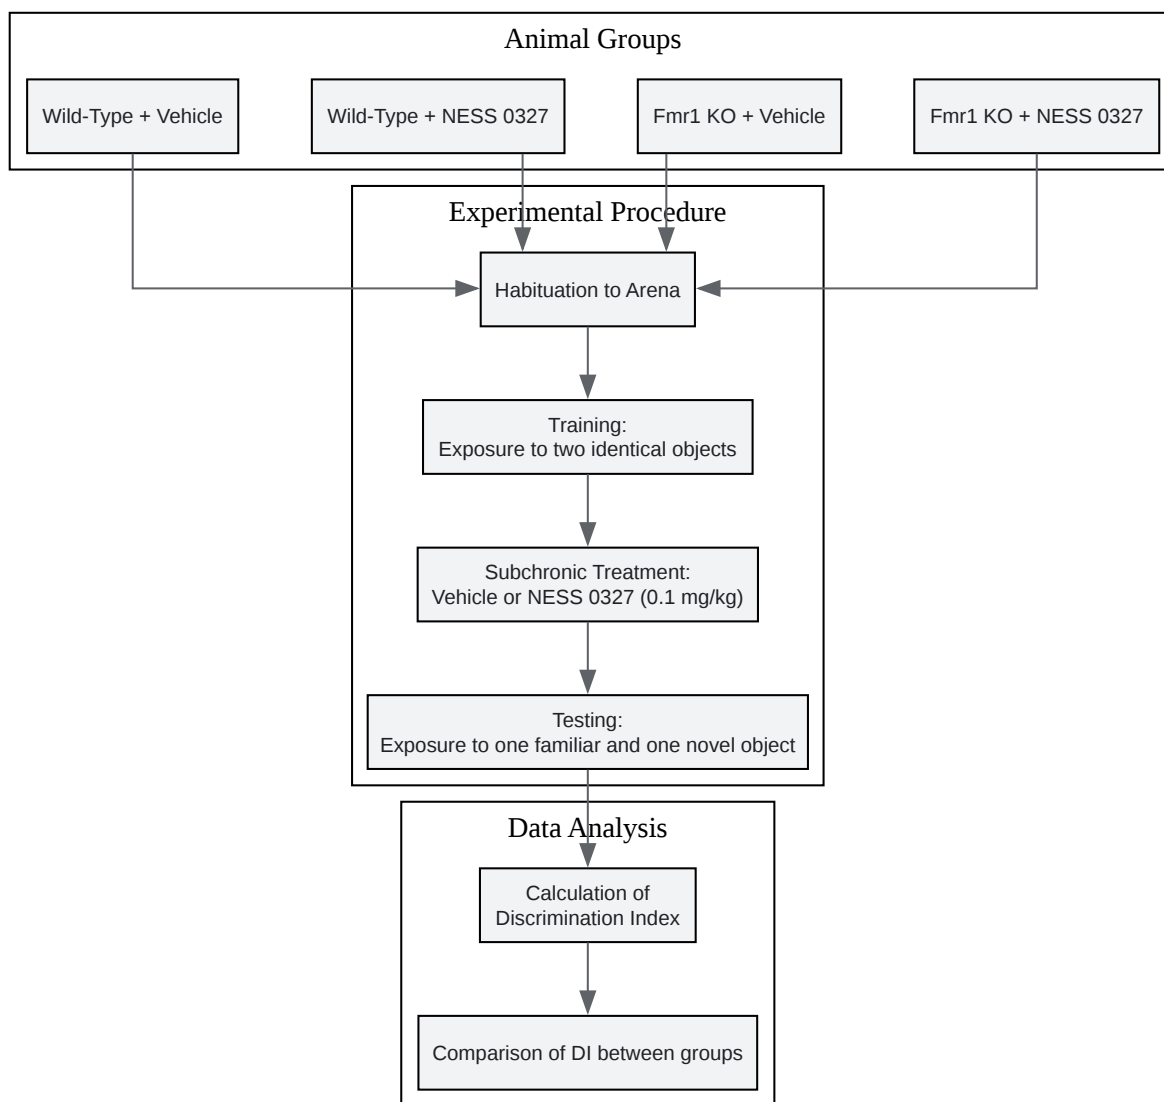 Animal Groups
Wild-Type + Vehicle
Wild-Type + NESS 0327
Fmr1 KO + Vehicle
Fmr1 KO + NESS 0327
Experimental Procedure
Habituation to Arena
Training:
Exposure to two identical objects
Subchronic Treatment:
Vehicle or NESS 0327 (0.1 mg/kg)
Testing:
Exposure to one familiar and one novel object
Data Analysis
Calculation of
Discrimination Index
Comparison of DI between groups